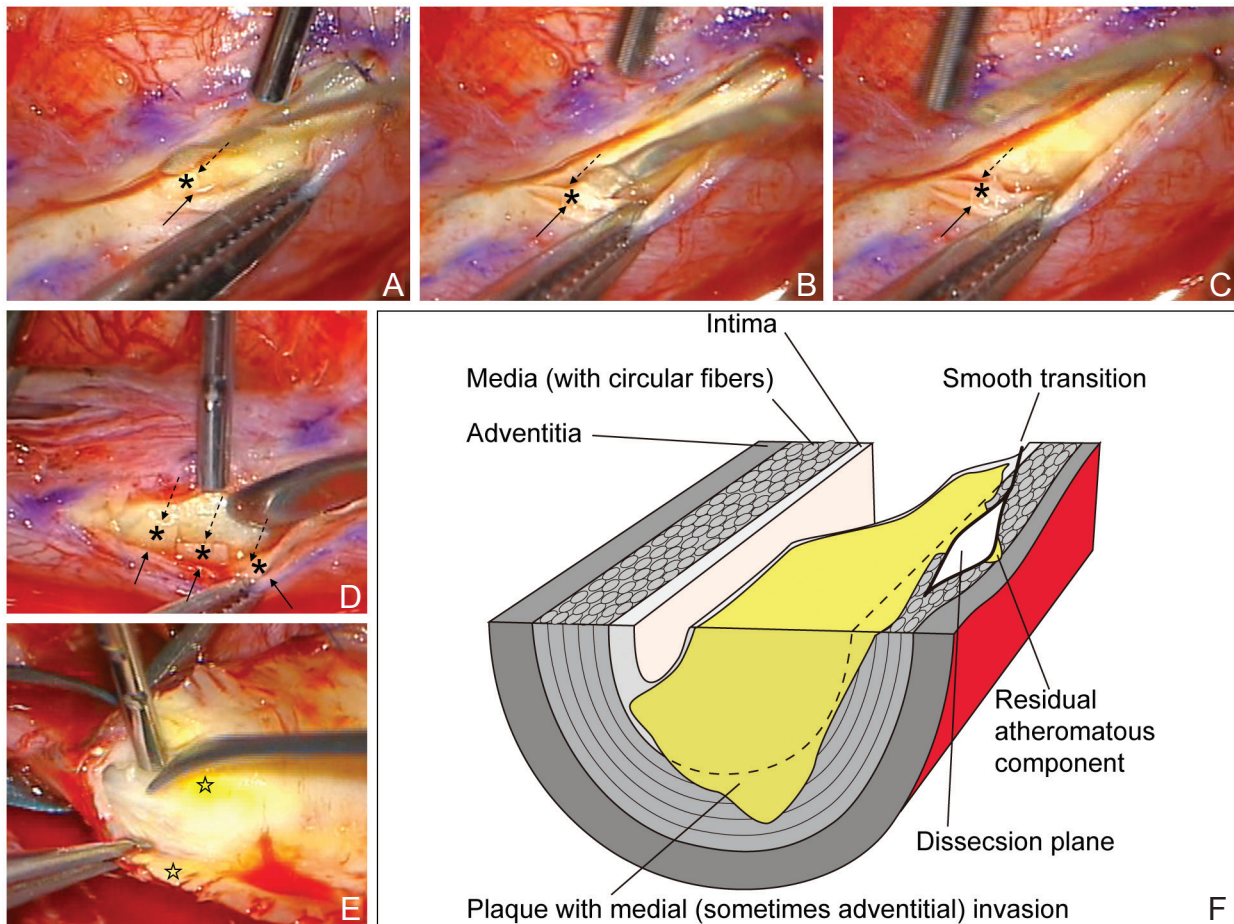 A
B
C
D
E
Intima
Media (with circular fibers)
Smooth transition
Adventitia
Residual
atheromatous
component
Dissecsion plane
Plaque with medial (sometimes adventitial) invasion
F